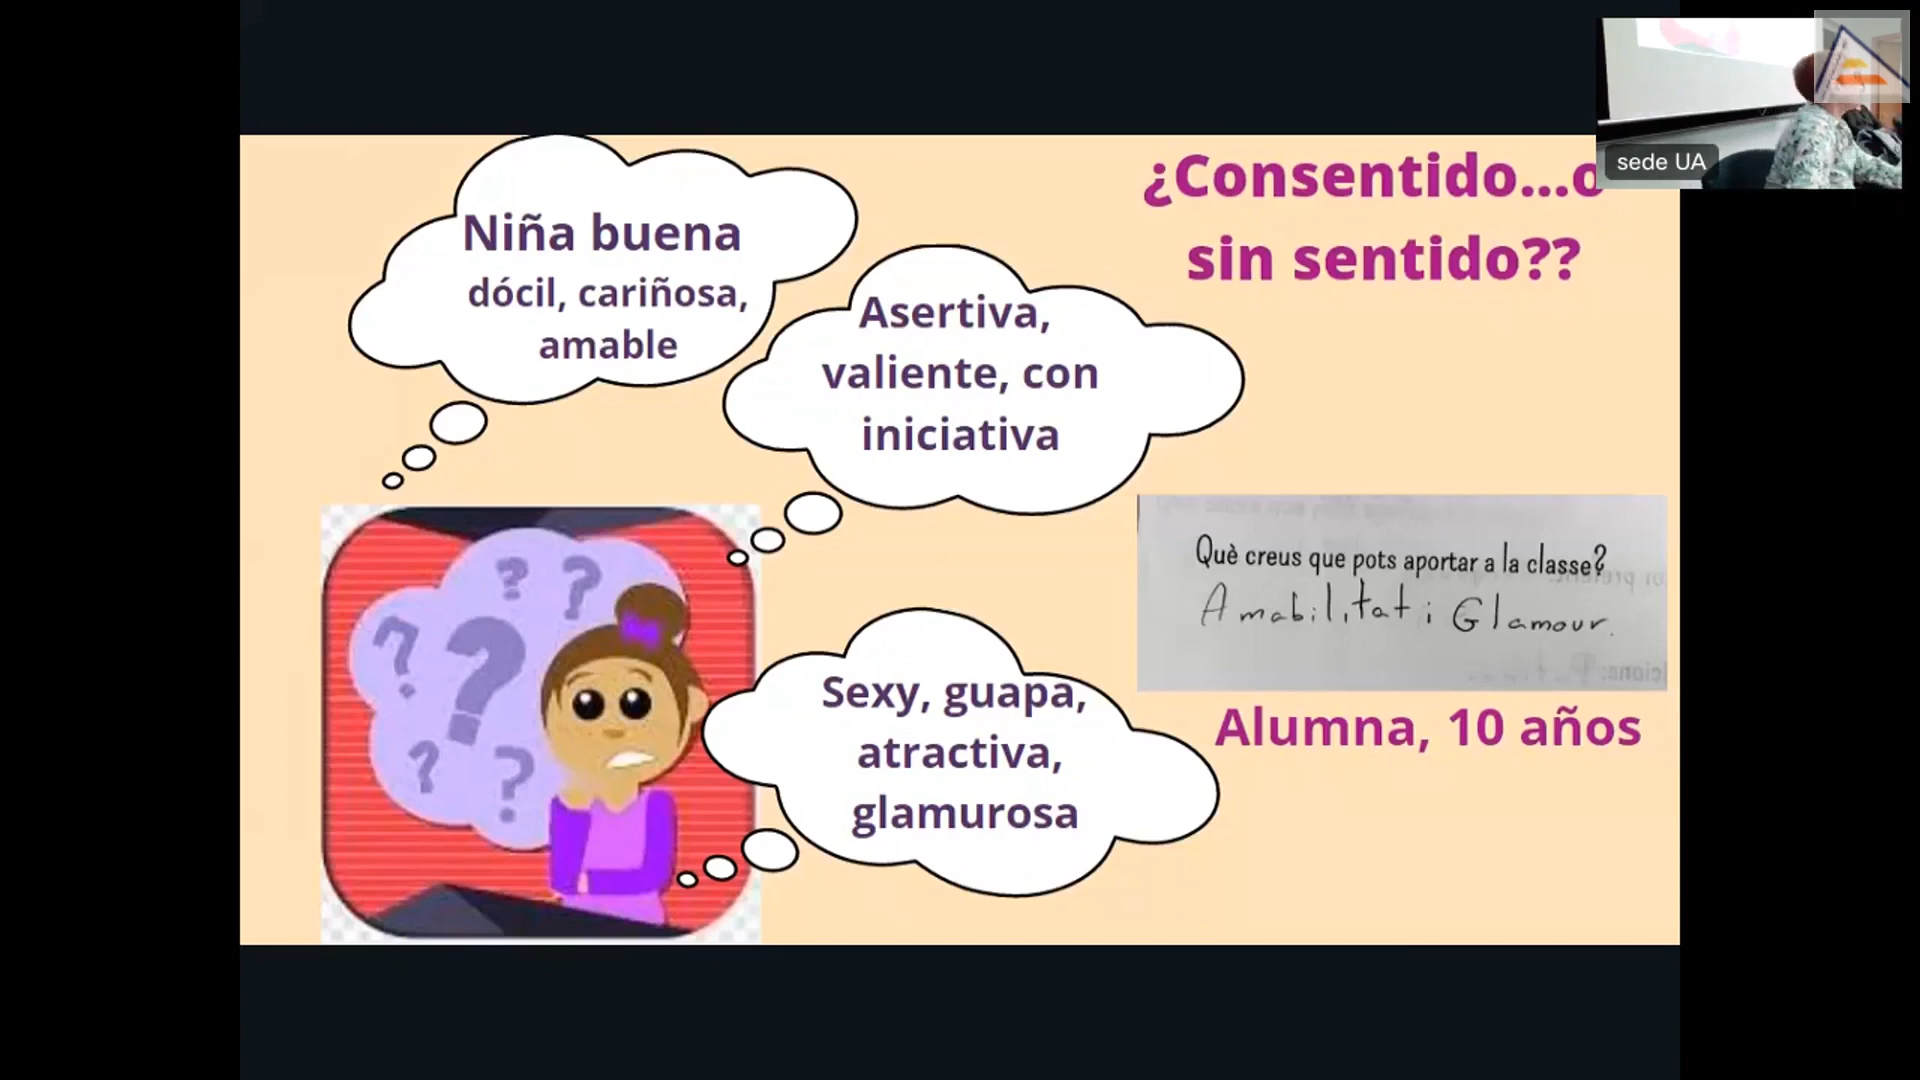 ¿Consentido...o
sin sentido??
sede UA
Niña buena
dócil, cariñosa,
amable
Asertiva,
valiente, con
iniciativa
Què creus que pots aportar a la classe?
Amabilitat i Glamour.
Alumna, 10 años
Sexy, guapa,
atractiva,
glamurosa
? ? ? ? ? ?